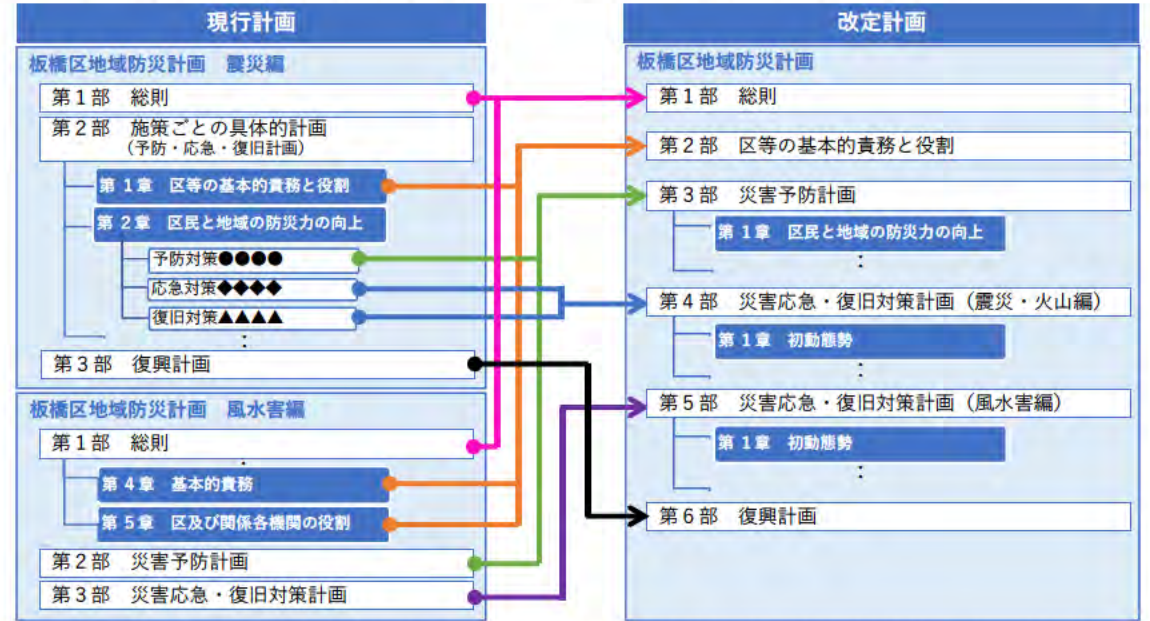 現行計画
板橋区地域防災計画　震災編
第1部　総則
第2部　施策ごとの具体的計画
(予防・応急・復旧計画)
第 1章　区等の基本的責務と役割
第 2章　区民と地域の防災力の向上
予防対策●●●●
応急対策◆◆◆◆
復旧対策▲▲▲▲
:
第3部　復興計画
板橋区地域防災計画　風水害編
第1部　総則
:
第 4章　基本的責務
第 5章　区及び関係各機関の役割
第2部　災害予防計画
第3部　災害応急・復旧対策計画
改定計画
板橋区地域防災計画
第1部　総則
第2部　区等の基本的責務と役割
第3部　災害予防計画
第 1章　区民と地域の防災力の向上
:
第4部　災害応急・復旧対策計画（震災・火山編）
第 1章　初動態勢
:
第5部　災害応急・復旧対策計画（風水害編）
第 1章　初動態勢
:
第6部　復興計画